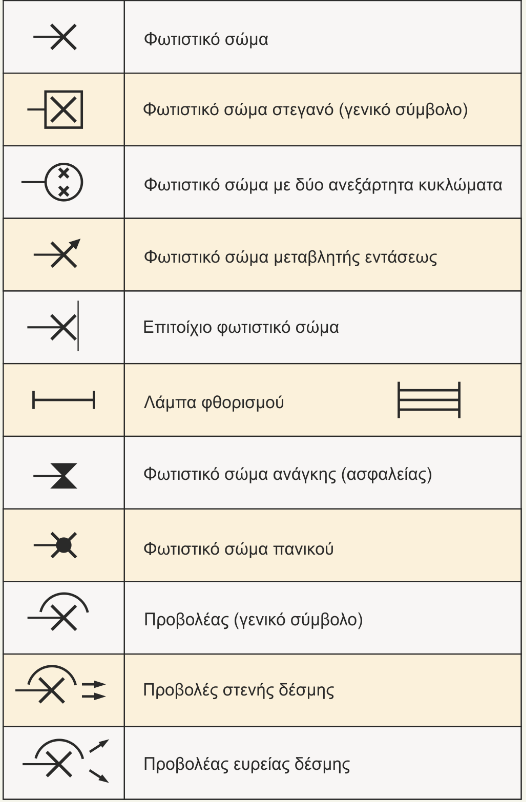 Φωτιστικό σώμα
Φωτιστικό σώμα στεγανό (γενικό σύμβολο)
Φωτιστικό σώμα με δύο ανεξάρτητα κυκλώματα
Φωτιστικό σώμα μεταβλητής εντάσεως
Επιτοίχιο φωτιστικό σώμα
Λάμπα φθορισμού
Φωτιστικό σώμα ανάγκης (ασφαλείας)
Φωτιστικό σώμα πανικού
Προβολέας (γενικό σύμβολο)
Προβολές στενής δέσμης
Προβολέας ευρείας δέσμης